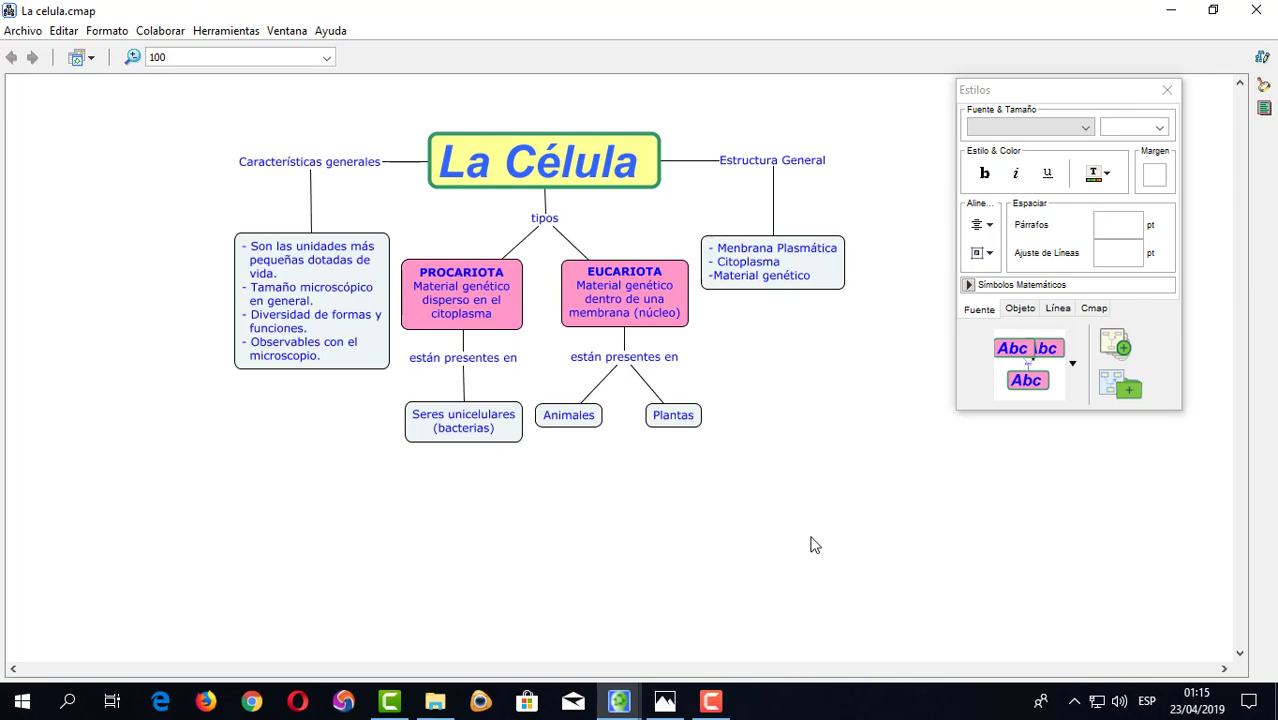 La celula.cmap
Archivo Editar Formato Colaborar Herramientas Ventana Ayuda
100
Características generales
La Célula
Estructura General
tipos
- Son las unidades más
pequeñas dotadas de
vida.
- Tamaño microscópico
en general.
- Diversidad de formas y
funciones.
- Observables con el
microscopio.
PROCARIOTA
Material genético
disperso en el
citoplasma
EUCARIOTA
Material genético
dentro de una
membrana (núcleo)
- Menbrana Plasmática
- Citoplasma
-Material genético
están presentes en
están presentes en
Seres unicelulares
(bacterias)
Animales
Plantas
Estilos
Fuente & Tamaño
Estilo & Color
Margen
b i u T
Aline...
Espaciar
Párrafos
pt
Ajuste de Líneas
pt
Símbolos Matemáticos
Fuente Objeto Línea Cmap
Abc Abc
Abc
ESP
01:15
23/04/2019